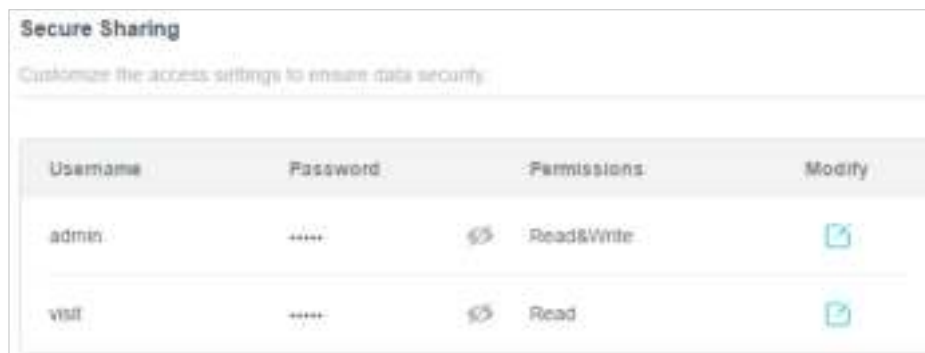 Secure Sharing
Customize the access settings to ensure data security.
Username Password Permissions Modify
admin ••••• Read&Write
visit ••••• Read